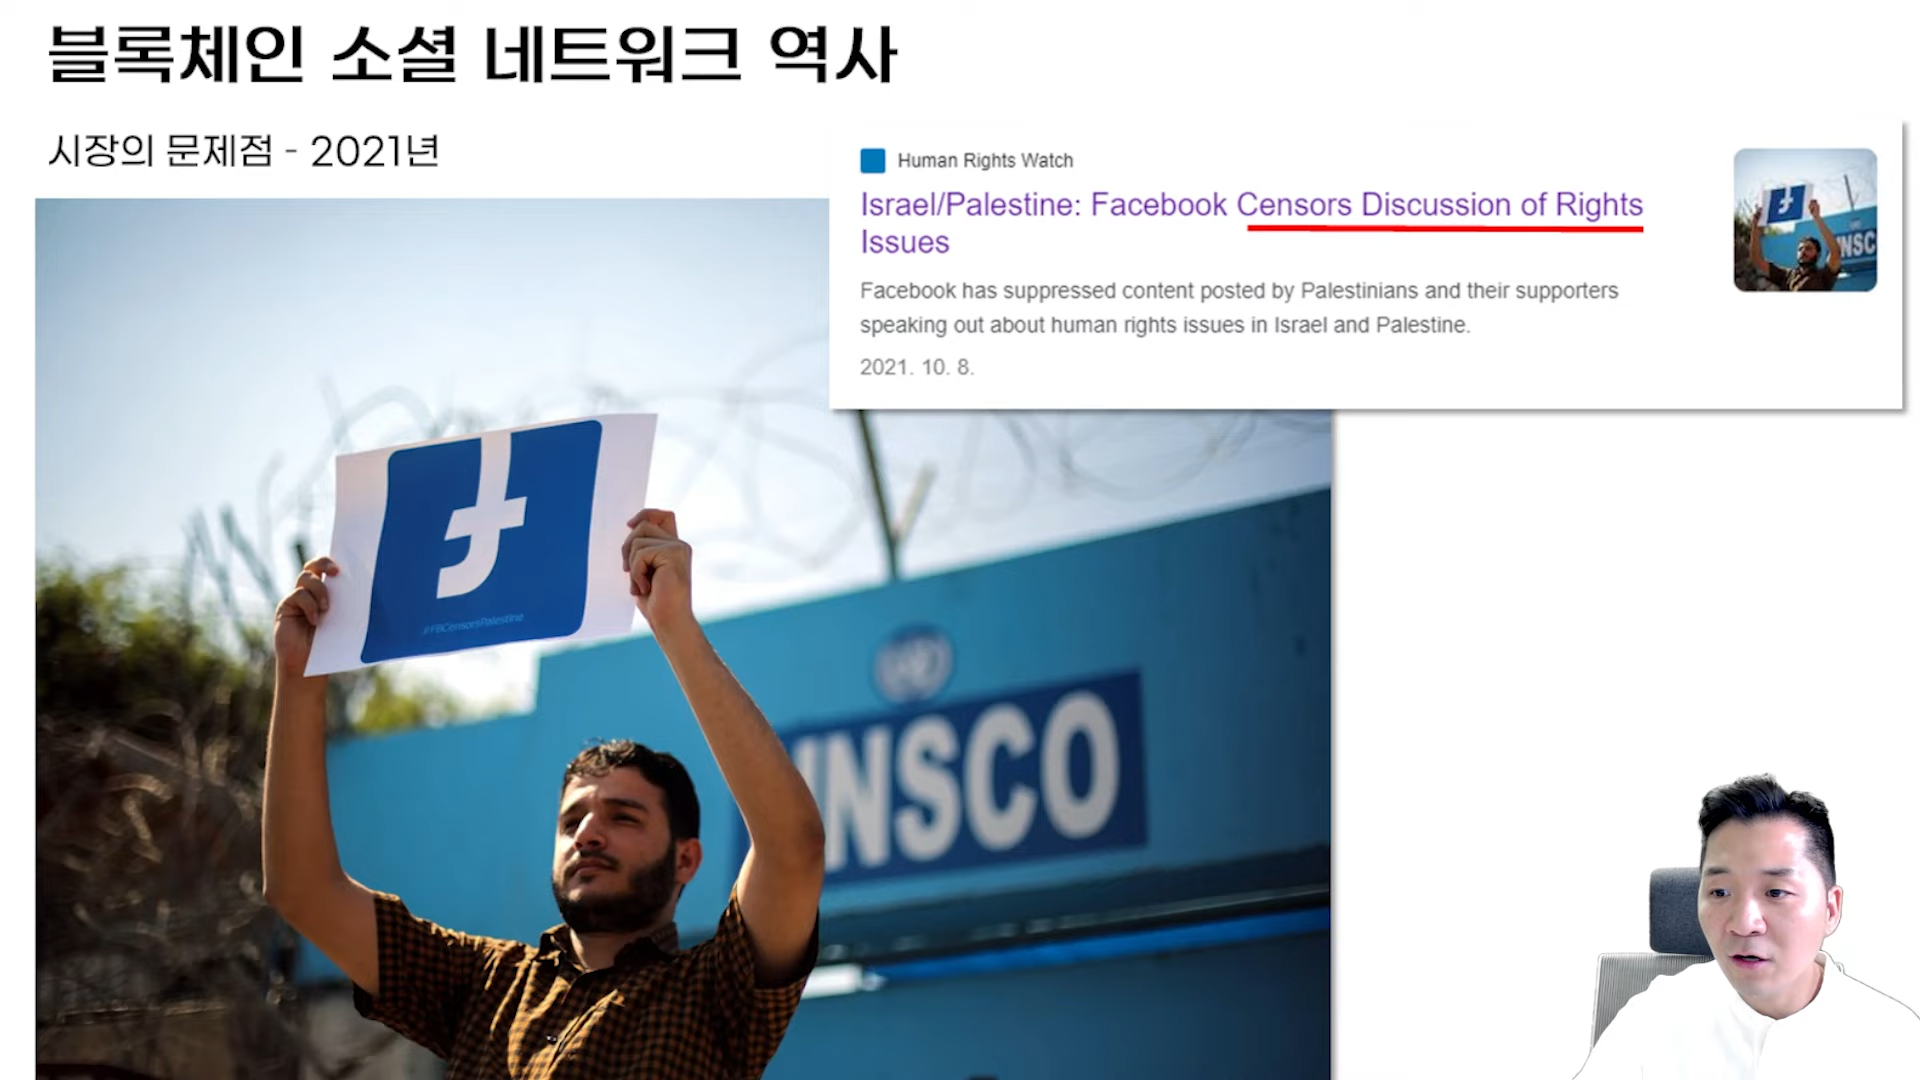 블록체인 소셜 네트워크 역사
시장의 문제점 - 2021년
Human Rights Watch
Israel/Palestine: Facebook Censors Discussion of Rights
Issues
Facebook has suppressed content posted by Palestinians and their supporters
speaking out about human rights issues in Israel and Palestine.
2021. 10. 8.
#FBCensorsPalestine
UNSCO